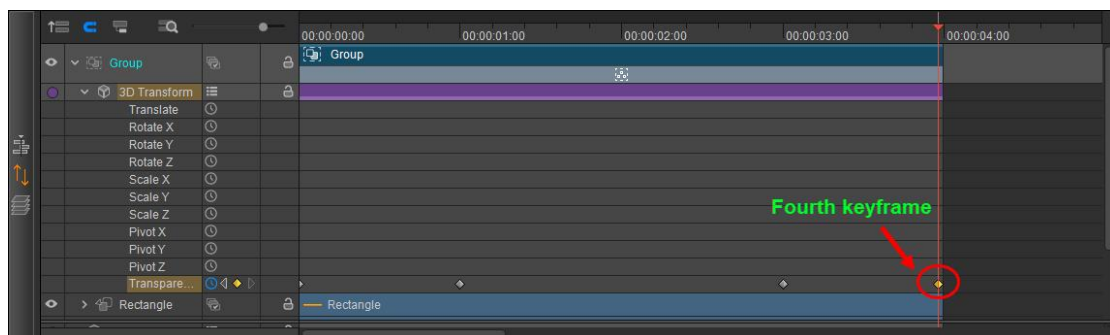 00:00:00:00 00:00:01:00 00:00:02:00 00:00:03:00 00:00:04:00
Group Group
3D Transform
Translate
Rotate X
Rotate Y
Rotate Z
Scale X
Scale Y
Scale Z
Fourth keyframe
Pivot X
Pivot Y
Pivot Z
Transpare...
Rectangle Rectangle